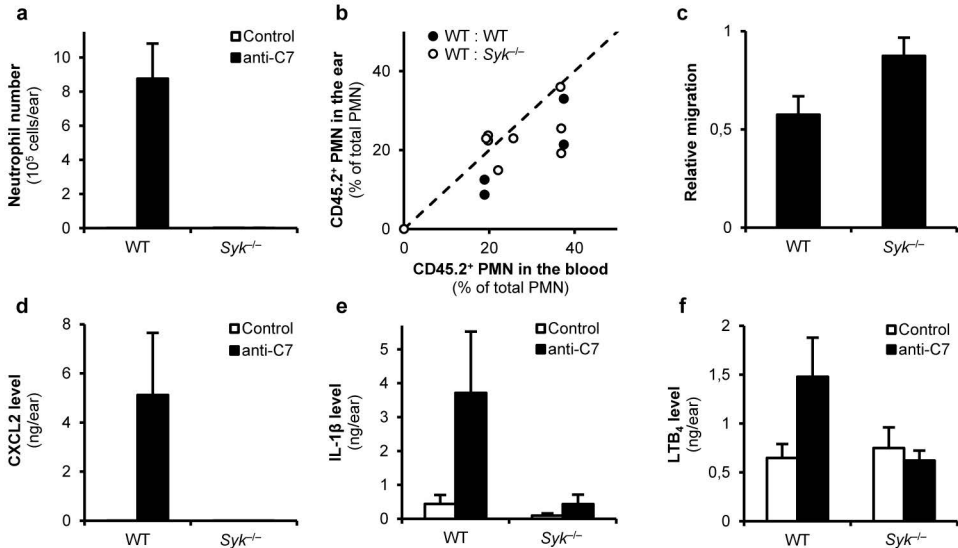 a
Control
anti-C7
Neutrophil number
(10⁵ cells/ear)
10
8
6
4
2
0
WT
Syk⁻/⁻
b
WT : WT
WT : Syk⁻/⁻
CD45.2⁺ PMN in the ear
(% of total PMN)
40
20
0
0
20
40
CD45.2⁺ PMN in the blood
(% of total PMN)
c
Relative migration
1
0,5
0
WT
Syk⁻/⁻
d
Control
anti-C7
CXCL2 level
(ng/ear)
8
6
4
2
0
WT
Syk⁻/⁻
e
Control
anti-C7
IL-1β level
(ng/ear)
5
4
3
2
1
0
WT
Syk⁻/⁻
f
Control
anti-C7
LTB₄ level
(ng/ear)
2
1,5
1
0,5
0
WT
Syk⁻/⁻